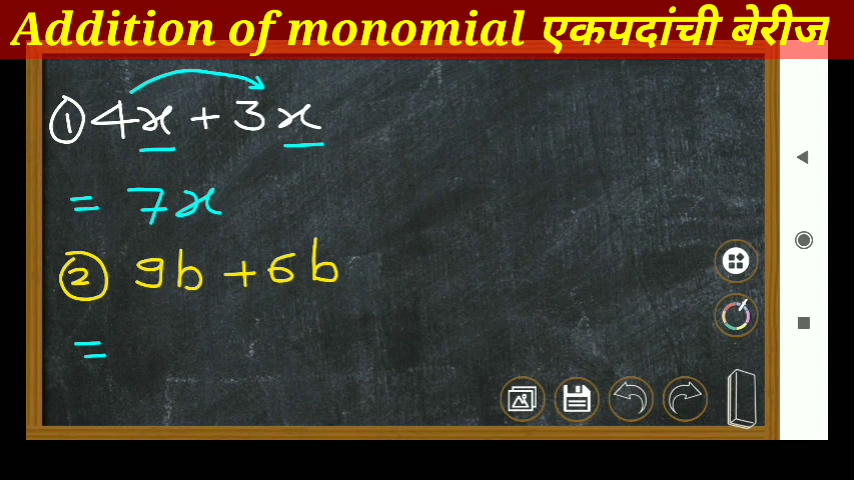 Addition of monomial एकपदांची बेरीज
① 4x + 3x
= 7x
② 9b + 6b
=